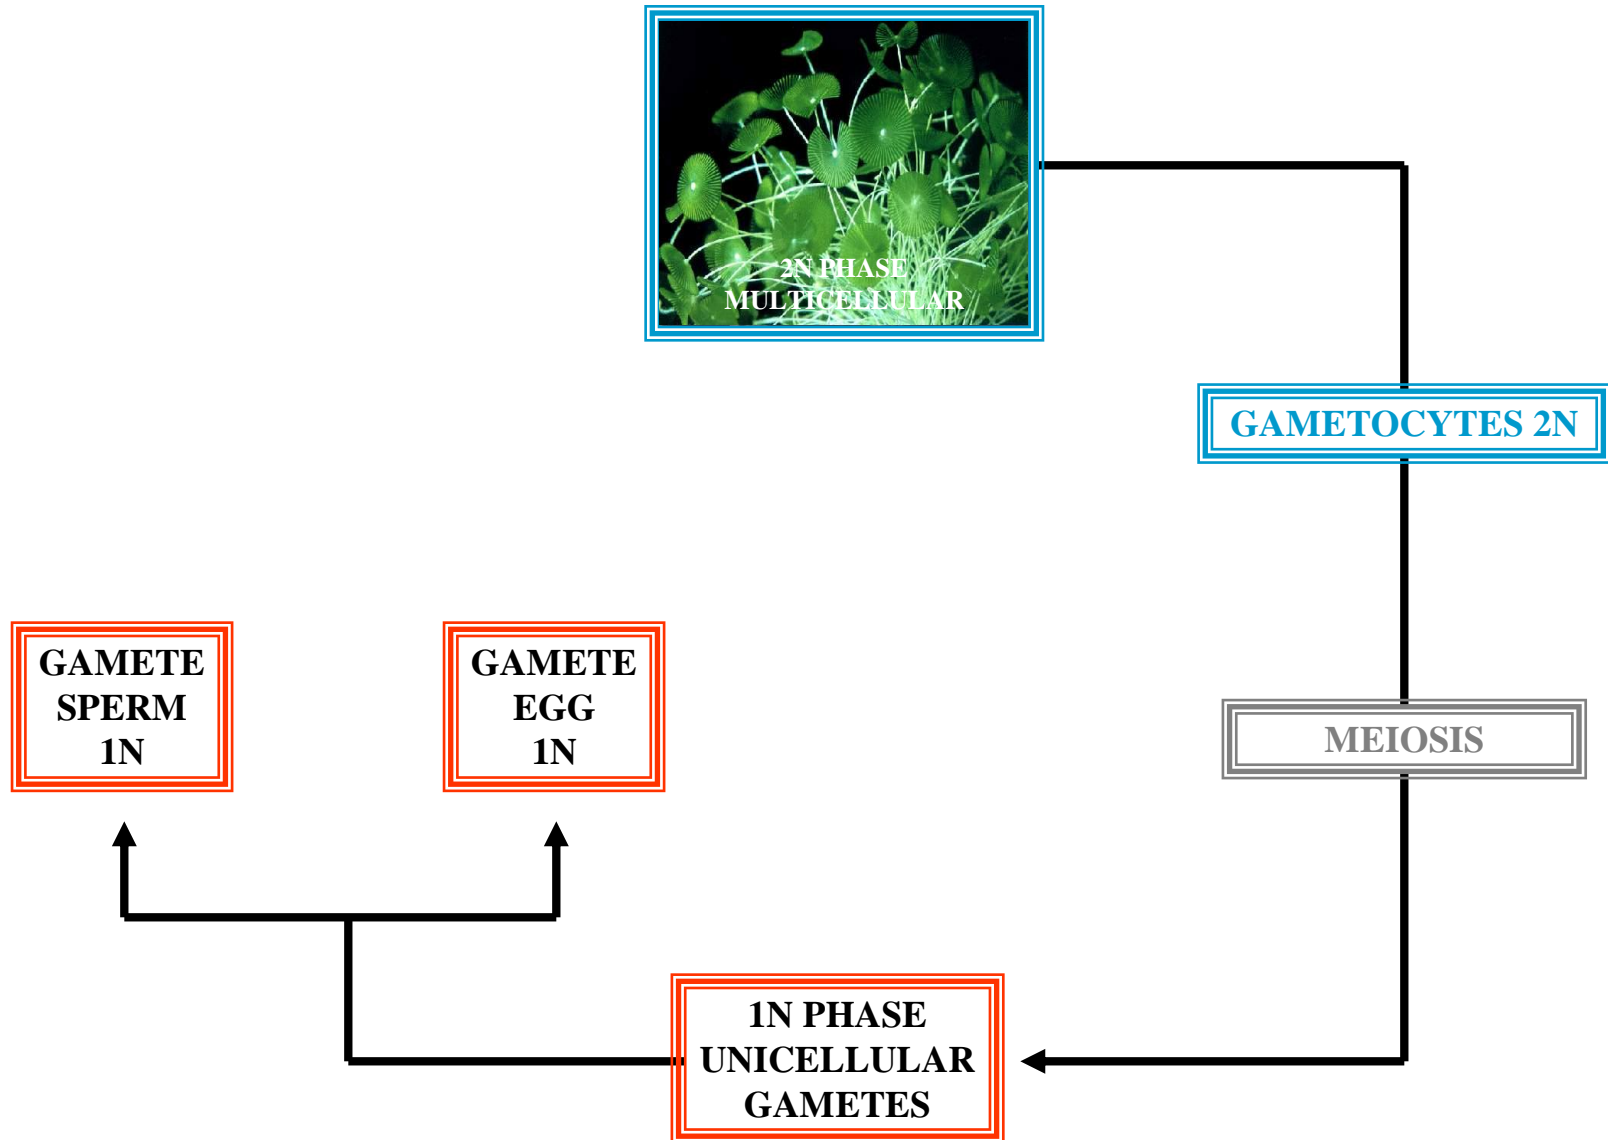 2N PHASE
MULTICELLULAR
GAMETOCYTES 2N
GAMETE
SPERM
1N
GAMETE
EGG
1N
MEIOSIS
1N PHASE
UNICELLULAR
GAMETES